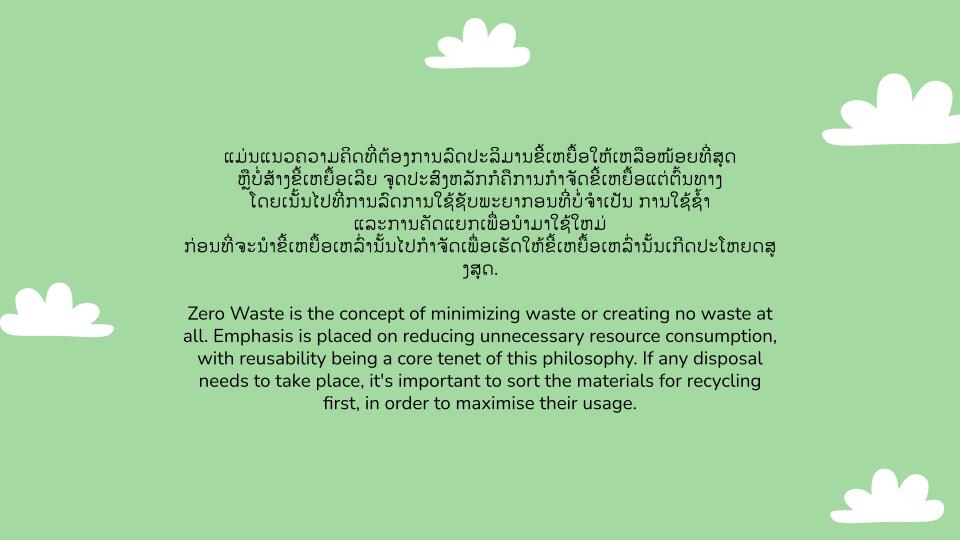 ແມ່ນແນວຄວາມຄິດທີ່ຕ້ອງການລົດປະລິມານຂີ້ເຫຍື້ອໃຫ້ເຫລືອໜ້ອຍທີ່ສຸດ
ຫຼືບໍ່ສ້າງຂີ້ເຫຍື້ອເລີຍ ຈຸດປະສົງຫລັກກໍຄືການກຳຈັດຂີ້ເຫຍື້ອແຕ່ຕົ້ນທາງ
ໂດຍເນັ້ນໄປທີ່ການລົດການໃຊ້ຊັບພະຍາກອນທີ່ບໍ່ຈຳເປັນ ການໃຊ້ຊ້ຳ
ແລະການຄັດແຍກເພື່ອນຳມາໃຊ້ໃຫມ່
ກ່ອນທີ່ຈະນຳຂີ້ເຫຍື້ອເຫລົ່ານັ້ນໄປກຳຈັດເພື່ອເຮັດໃຫ້ຂີ້ເຫຍື້ອເຫລົ່ານັ້ນເກີດປະໂຫຍດສູ
ງສຸດ.
Zero Waste is the concept of minimizing waste or creating no waste at
all. Emphasis is placed on reducing unnecessary resource consumption,
with reusability being a core tenet of this philosophy. If any disposal
needs to take place, it's important to sort the materials for recycling
first, in order to maximise their usage.